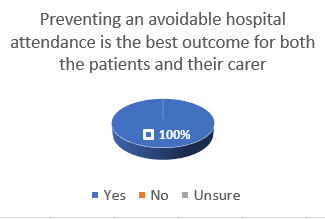 Preventing an avoidable hospital
attendance is the best outcome for both
the patients and their carer
100%
Yes No Unsure